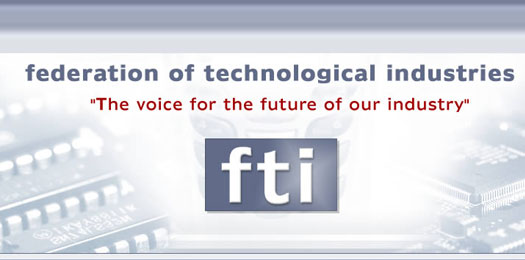 federation of technological industries
"The voice for the future of our industry"
fti